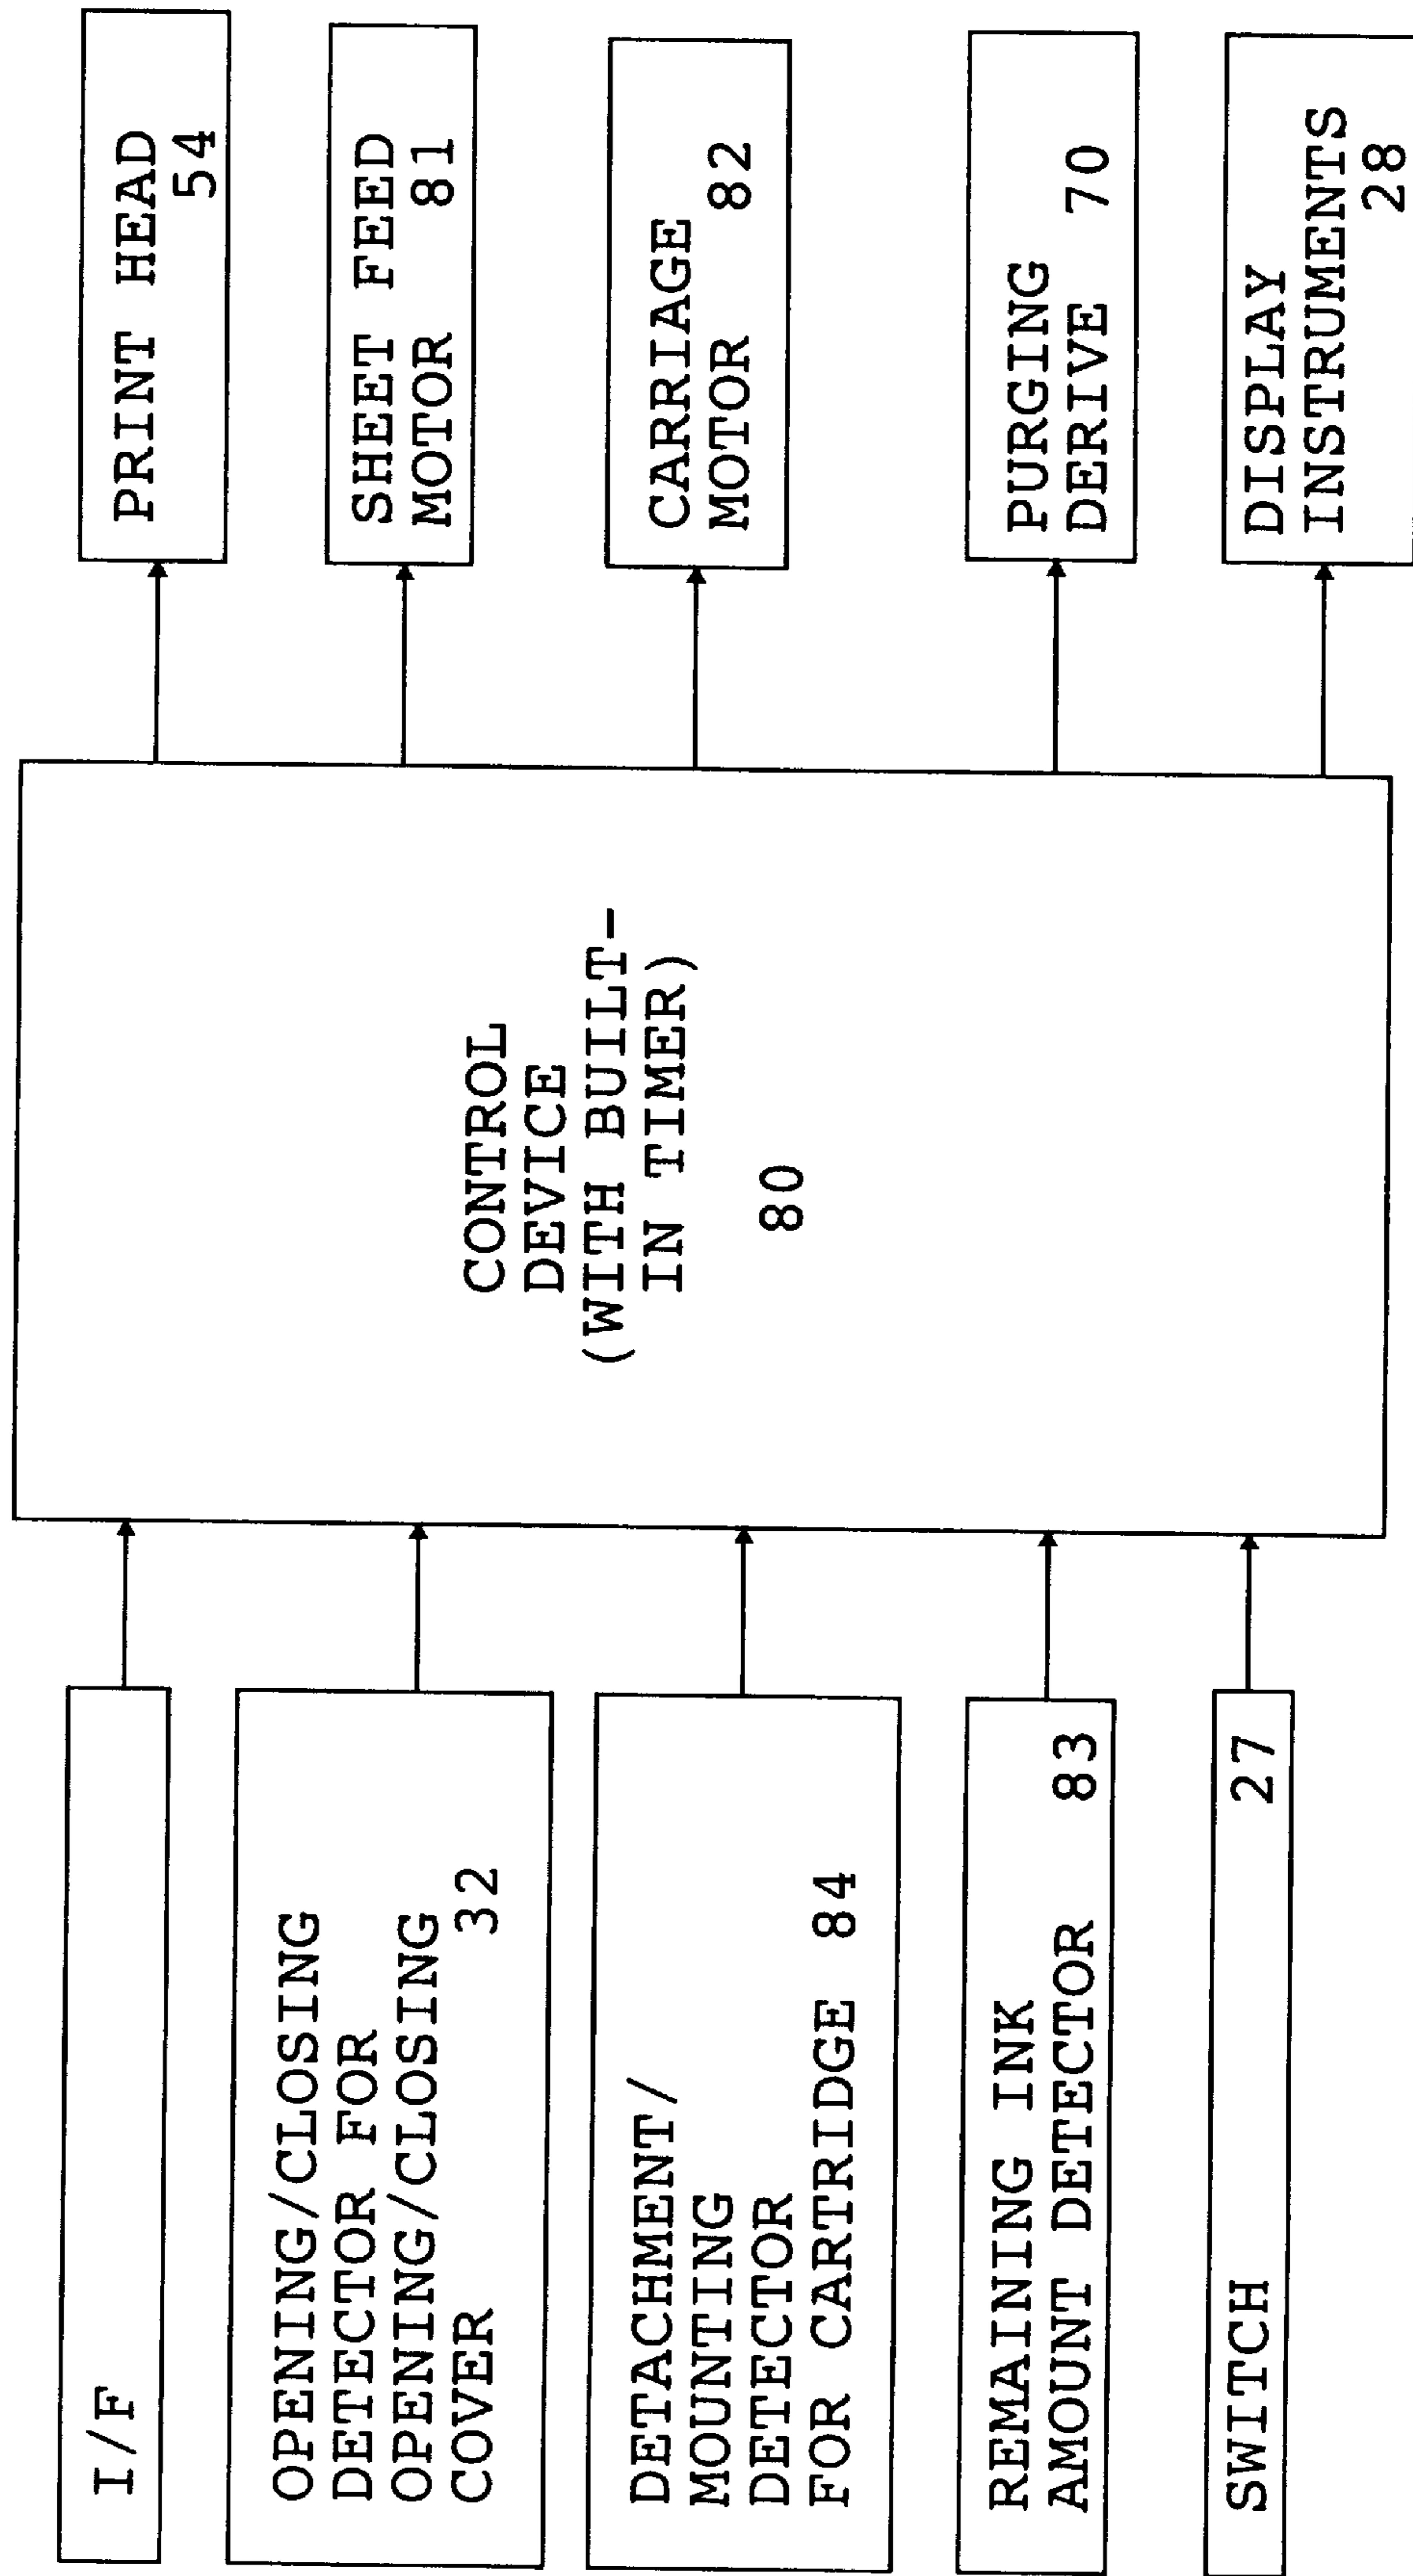 I/F
OPENING/CLOSING
DETECTOR FOR
OPENING/CLOSING
COVER 32
DETACHMENT/
MOUNTING
DETECTOR
FOR CARTRIDGE 84
REMAINING INK
AMOUNT DETECTOR 83
SWITCH 27
CONTROL
DEVICE
(WITH BUILT-
IN TIMER)
80
PRINT HEAD
54
SHEET FEED
MOTOR 81
CARRIAGE
MOTOR 82
PURGING
DERIVE 70
DISPLAY
INSTRUMENTS
28